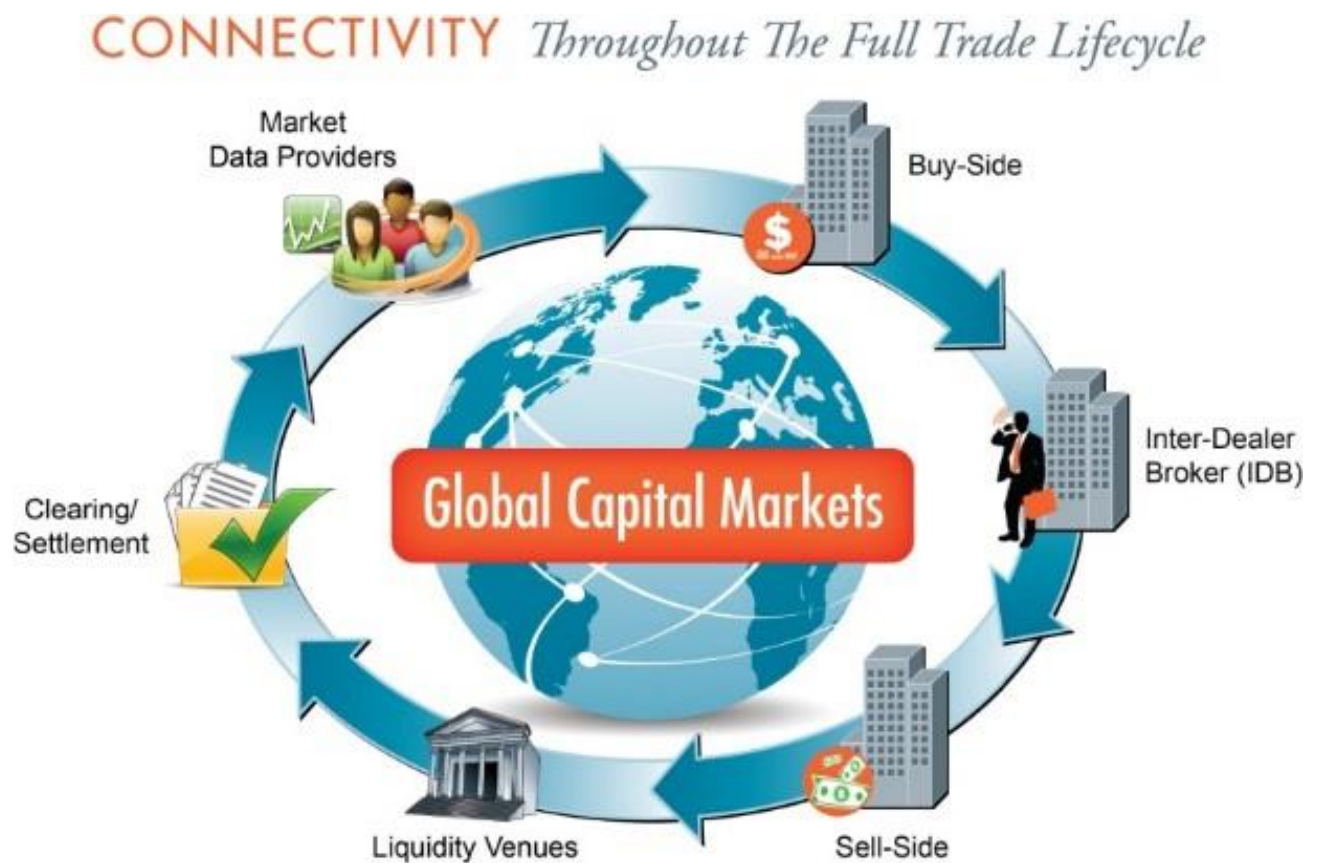 CONNECTIVITY Throughout The Full Trade Lifecycle
Market
Data Providers
Buy-Side
$
Inter-Dealer
Broker (IDB)
Global Capital Markets
Clearing/
Settlement
Liquidity Venues
Sell-Side